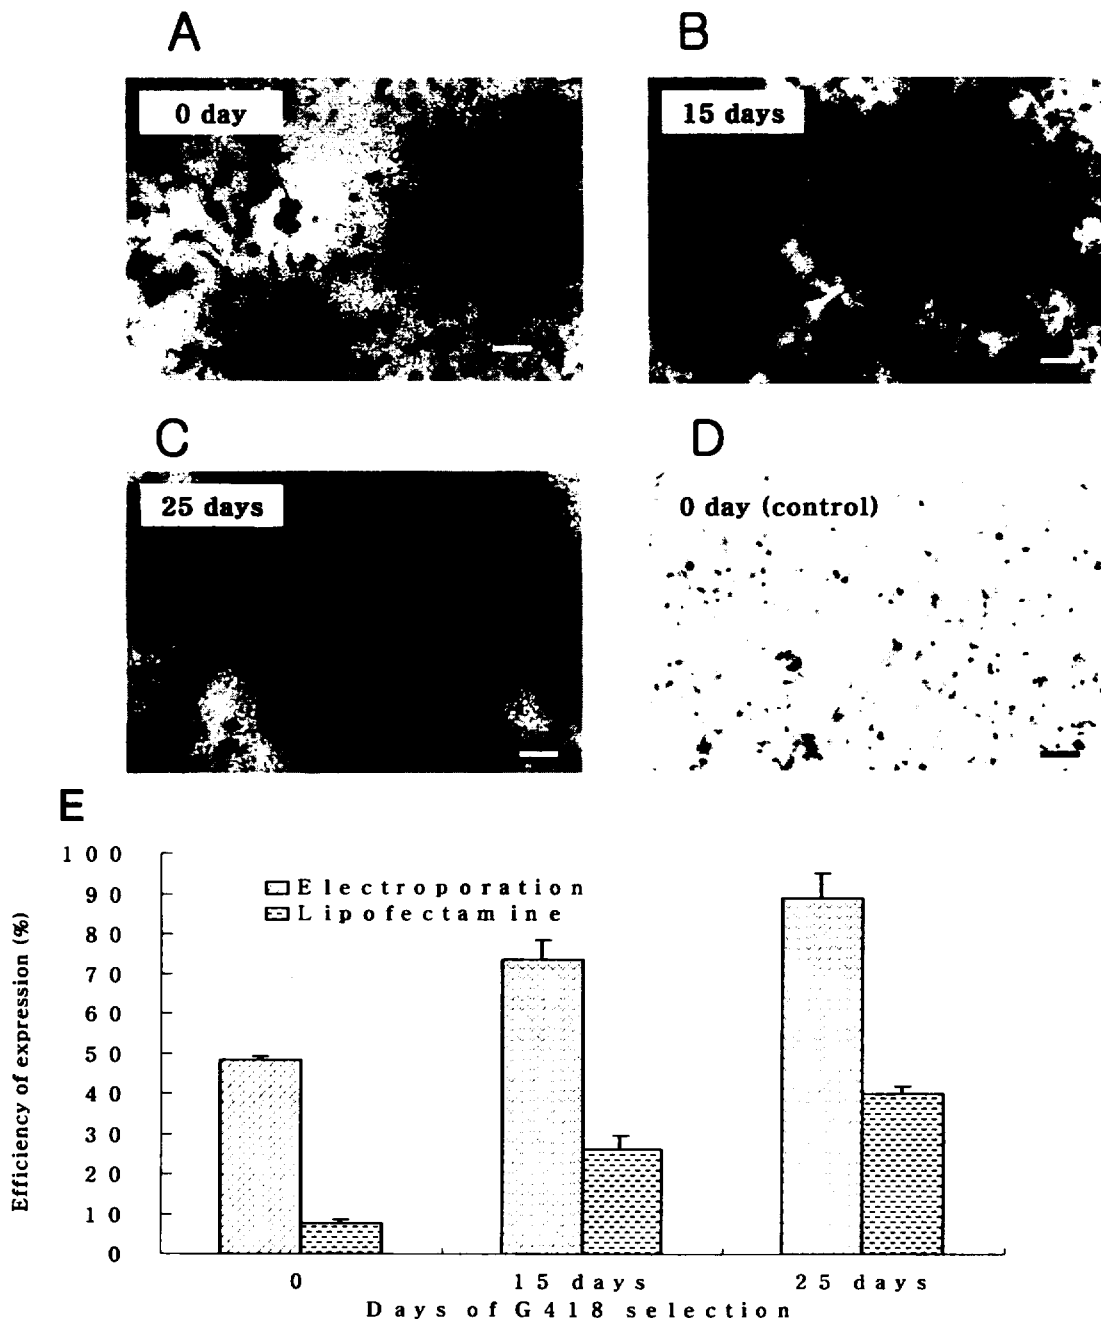 A
B
0 day
15 days
C
D
25 days
0 day (control)
E
Efficiency of expression (%)
100
90
80
70
60
50
40
30
20
10
0
Electroporation
Lipofectamine
0
15 days
25 days
Days of G418 selection